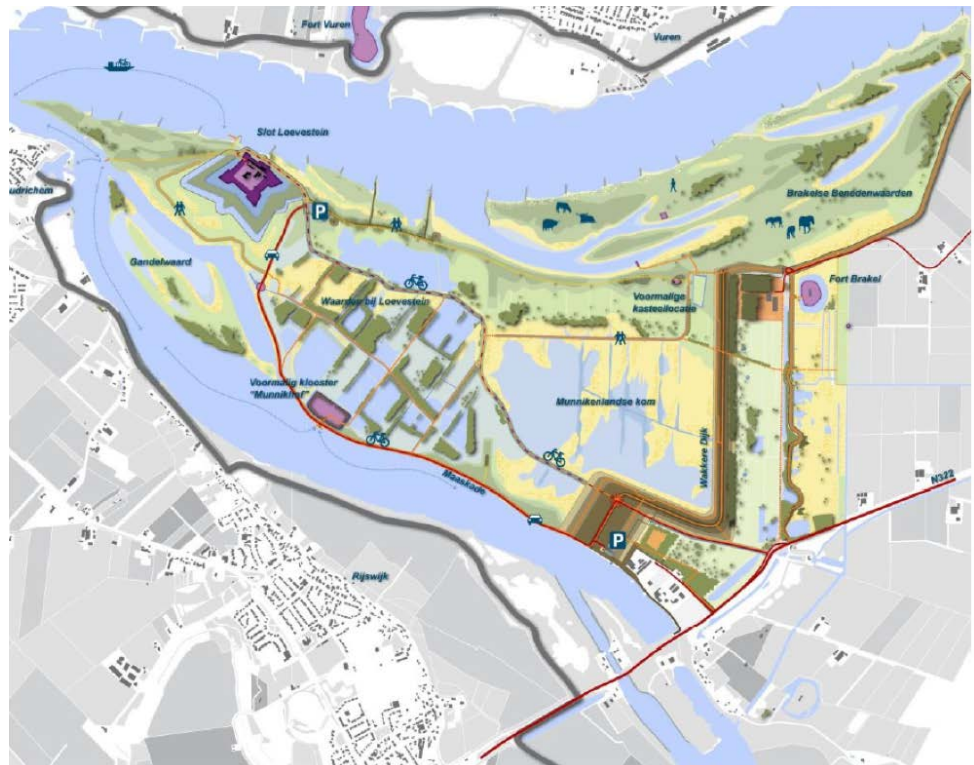 Fort Vuren
Vuren
Slot Loevestein
udrichem
Brakelse Benedenwaarden
Gandelwaard
Fort Brakel
Waarden bij Loevestein
Voormalige
kasteellocatie
Voormalig klooster
"Munnikhof"
Munnikenlandse kom
Wakkere Dijk
Maaskade
N322
Rijswijk
P
P